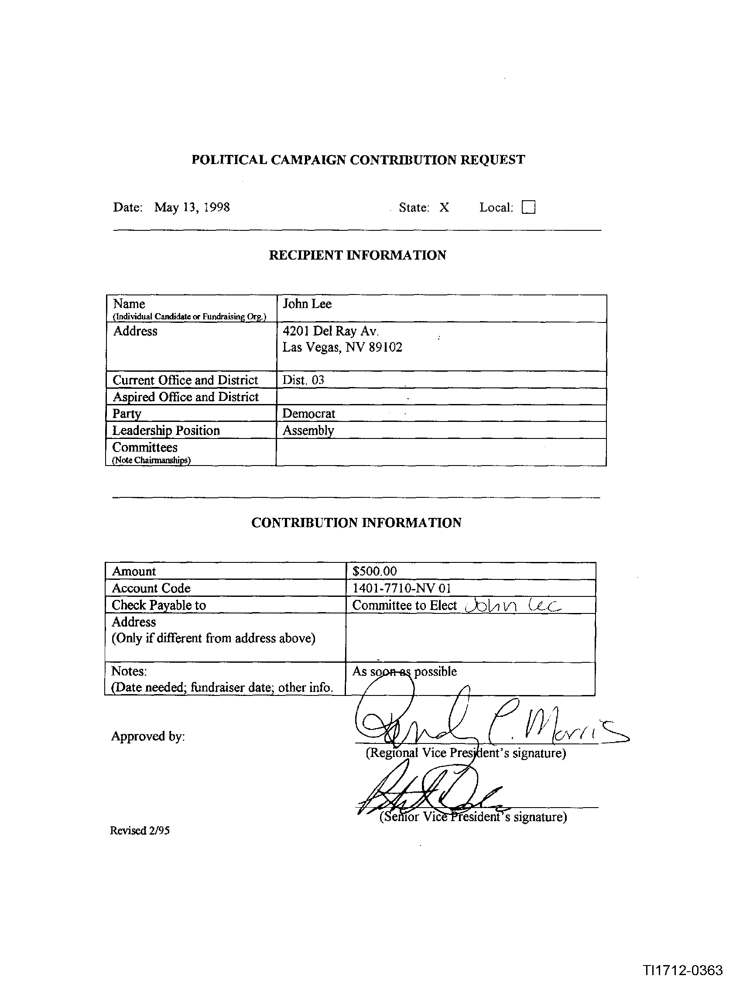 POLITICAL CAMPAIGN CONTRIBUTION REQUEST
Date: May 13, 1998 State: X Local: ☐
RECIPIENT INFORMATION
Name John Lee
(Individual Candidate or Fundraising Org.)
Address 4201 Del Ray Av.
Las Vegas, NV 89102
Current Office and District Dist. 03
Aspired Office and District
Party Democrat
Leadership Position Assembly
Committees
(Note Chairmanships)
CONTRIBUTION INFORMATION
Amount $500.00
Account Code 1401-7710-NV 01
Check Payable to Committee to Elect John Lee
Address
(Only if different from address above)
Notes: As soon as possible
(Date needed; fundraiser date; other info.
P. Morris
Approved by:
(Regional Vice President's signature)
(Senior Vice President's signature)
Revised 2/95
TI1712-0363